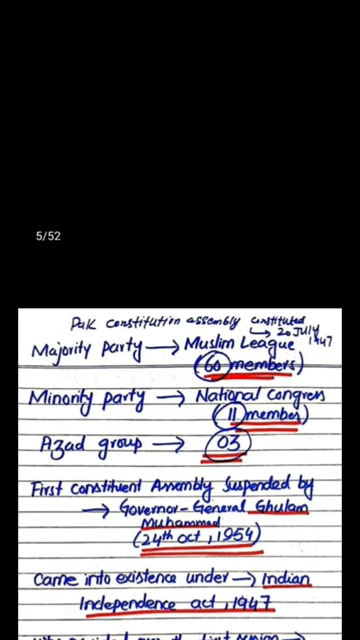 5/52
Pak constitution assembly constituted
→ 20 July 1947
Majority party → Muslim League
(60 members)
Minority party → National Congress
(11 member)
Azad group → 03
First Constituent Assembly Suspended by
→ Governor-General Ghulam
Muhammad
(24th oct, 1954)
Came into existence under → Indian
Independence act, 1947